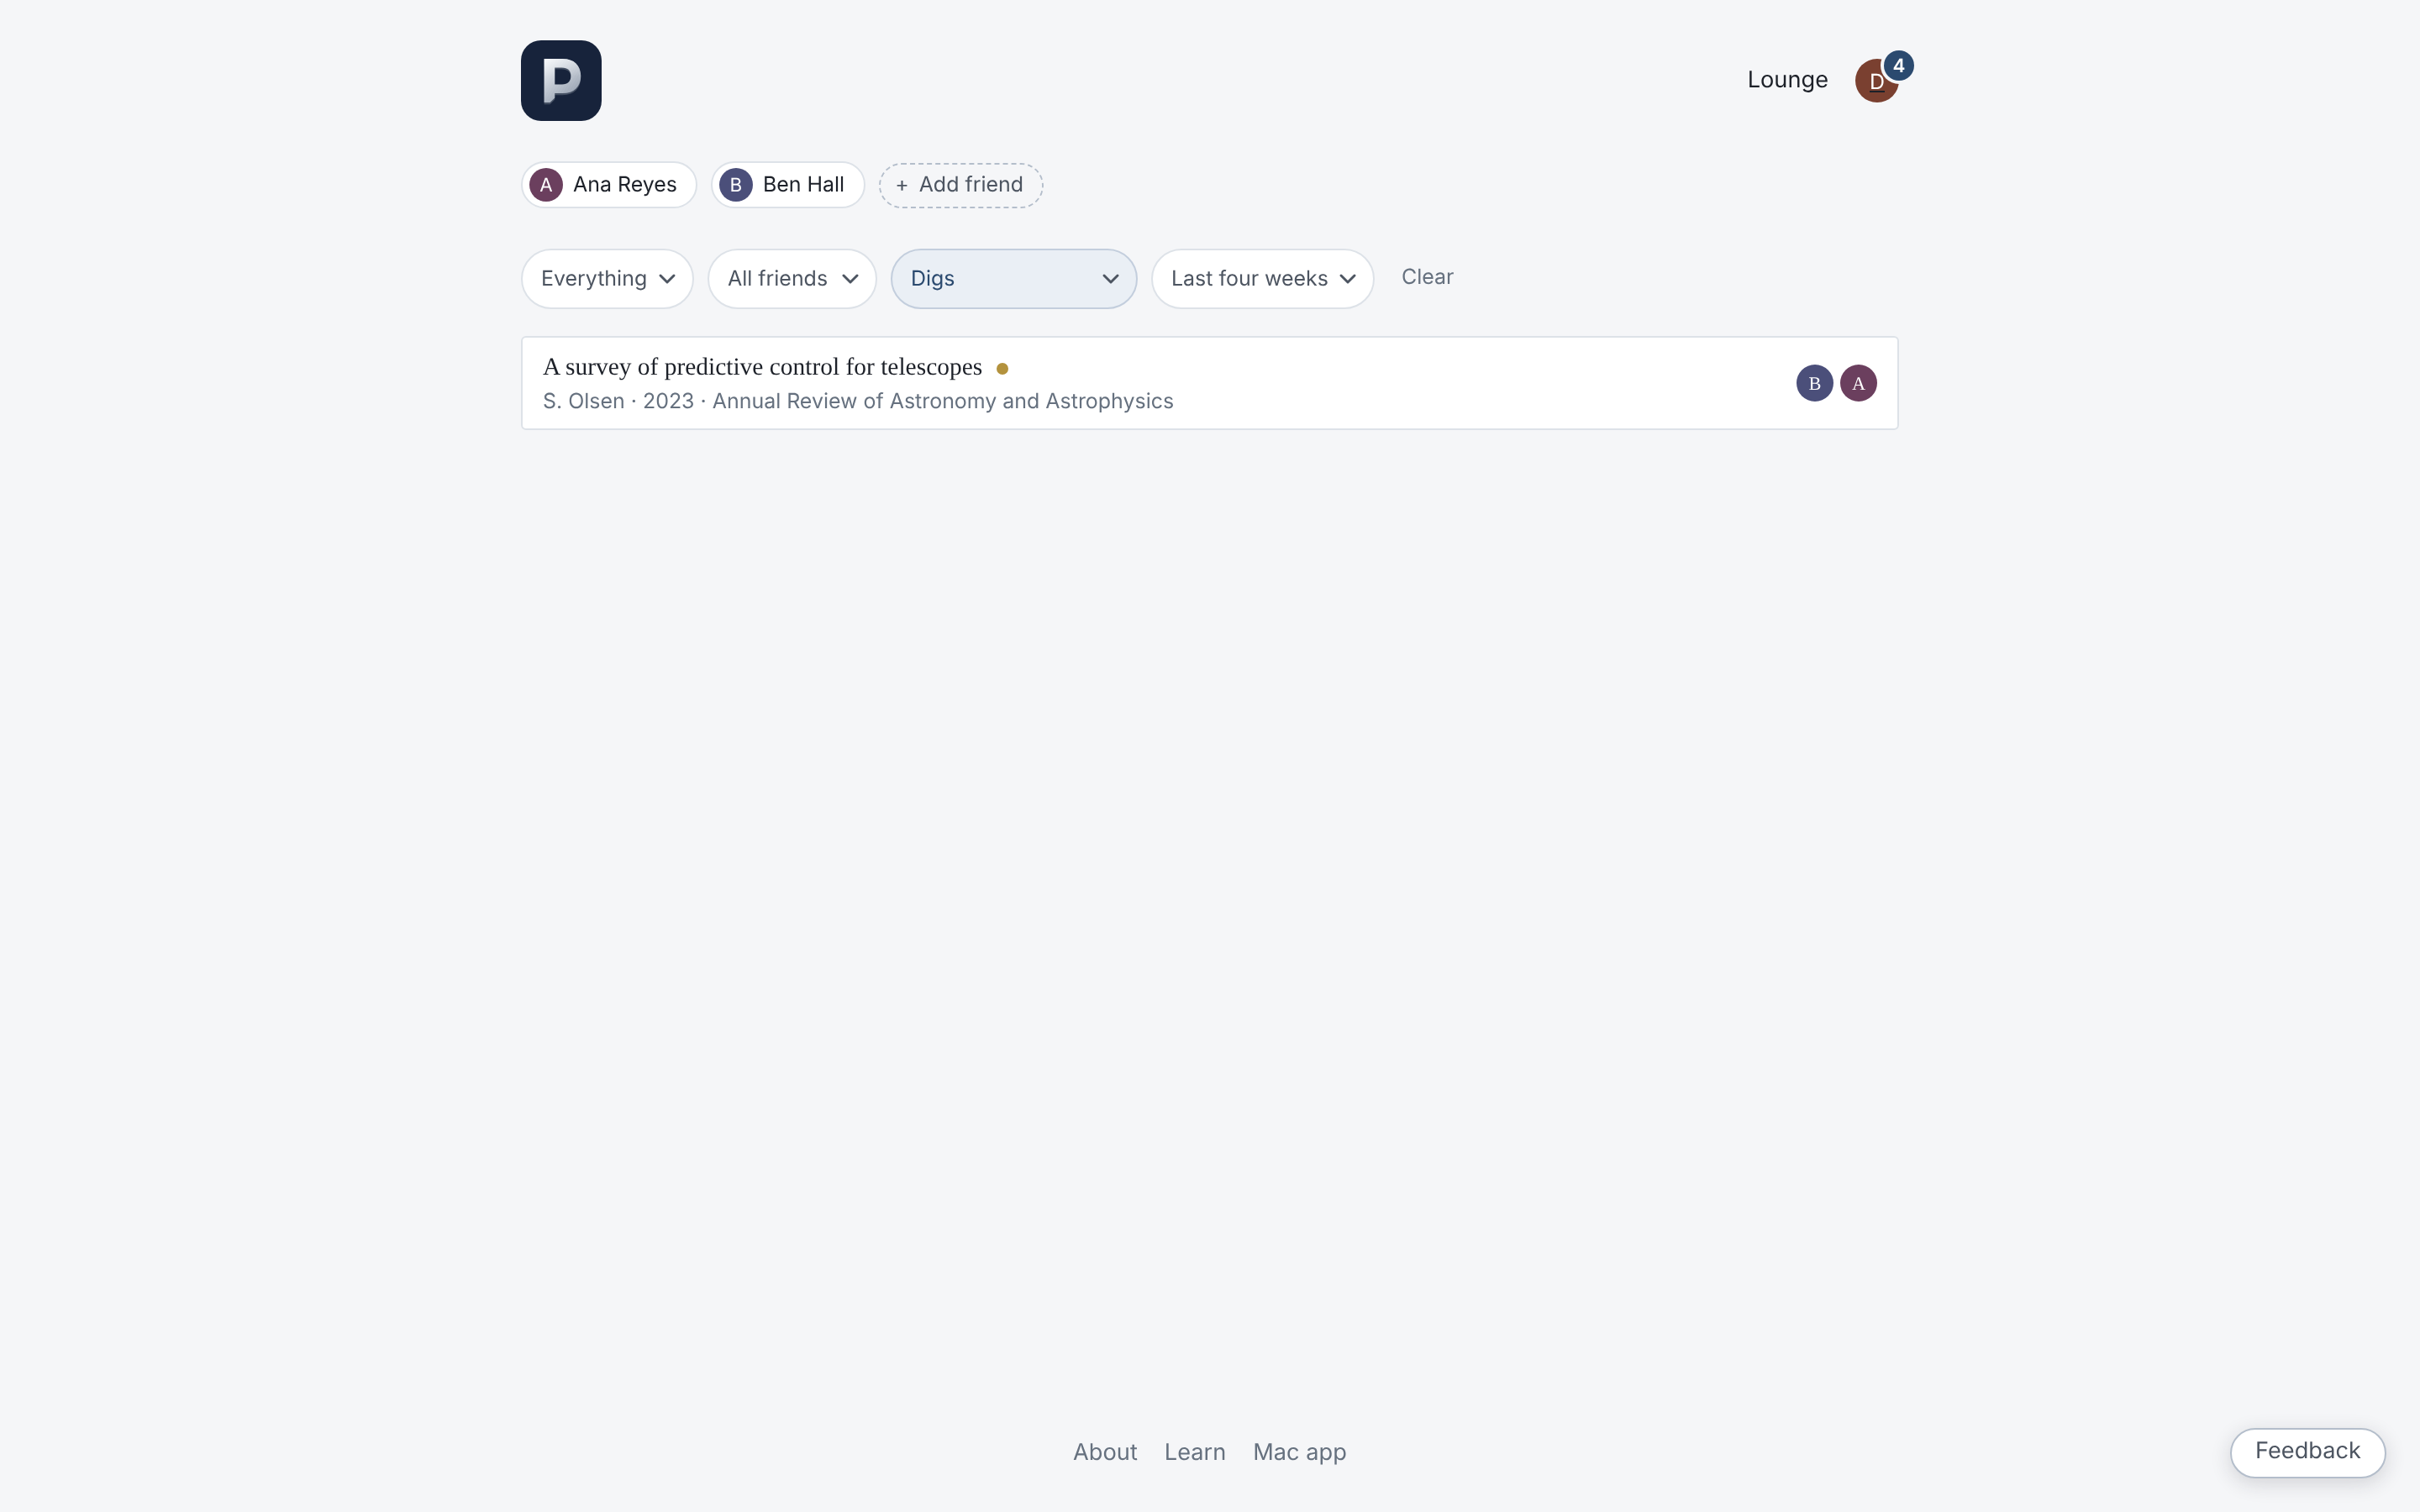 P
Lounge D 4
A Ana Reyes B Ben Hall + Add friend
Everything All friends Digs Last four weeks Clear
A survey of predictive control for telescopes
S. Olsen · 2023 · Annual Review of Astronomy and Astrophysics
B A
About Learn Mac app
Feedback